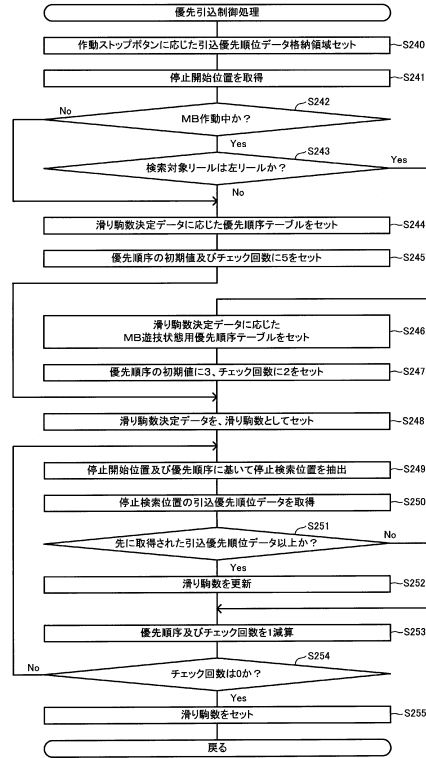 優先引込制御処理
作動ストップボタンに応じた引込優先順位データ格納領域セット
S240
停止開始位置を取得
S241
S242
MB作動中か？
No
Yes
S243
検索対象リールは左リールか？
Yes
No
滑り駒数決定データに応じた優先順序テーブルをセット
S244
優先順序の初期値及びチェック回数に5をセット
S245
滑り駒数決定データに応じた
MB遊技状態用優先順序テーブルをセット
S246
優先順序の初期値に3、チェック回数に2をセット
S247
滑り駒数決定データを、滑り駒数としてセット
S248
停止開始位置及び優先順序に基づいて停止検索位置を抽出
S249
停止検索位置の引込優先順位データを取得
S250
S251
先に取得された引込優先順位データ以上か？
No
Yes
滑り駒数を更新
S252
優先順序及びチェック回数を1減算
S253
S254
チェック回数は0か？
No
Yes
滑り駒数をセット
S255
戻る